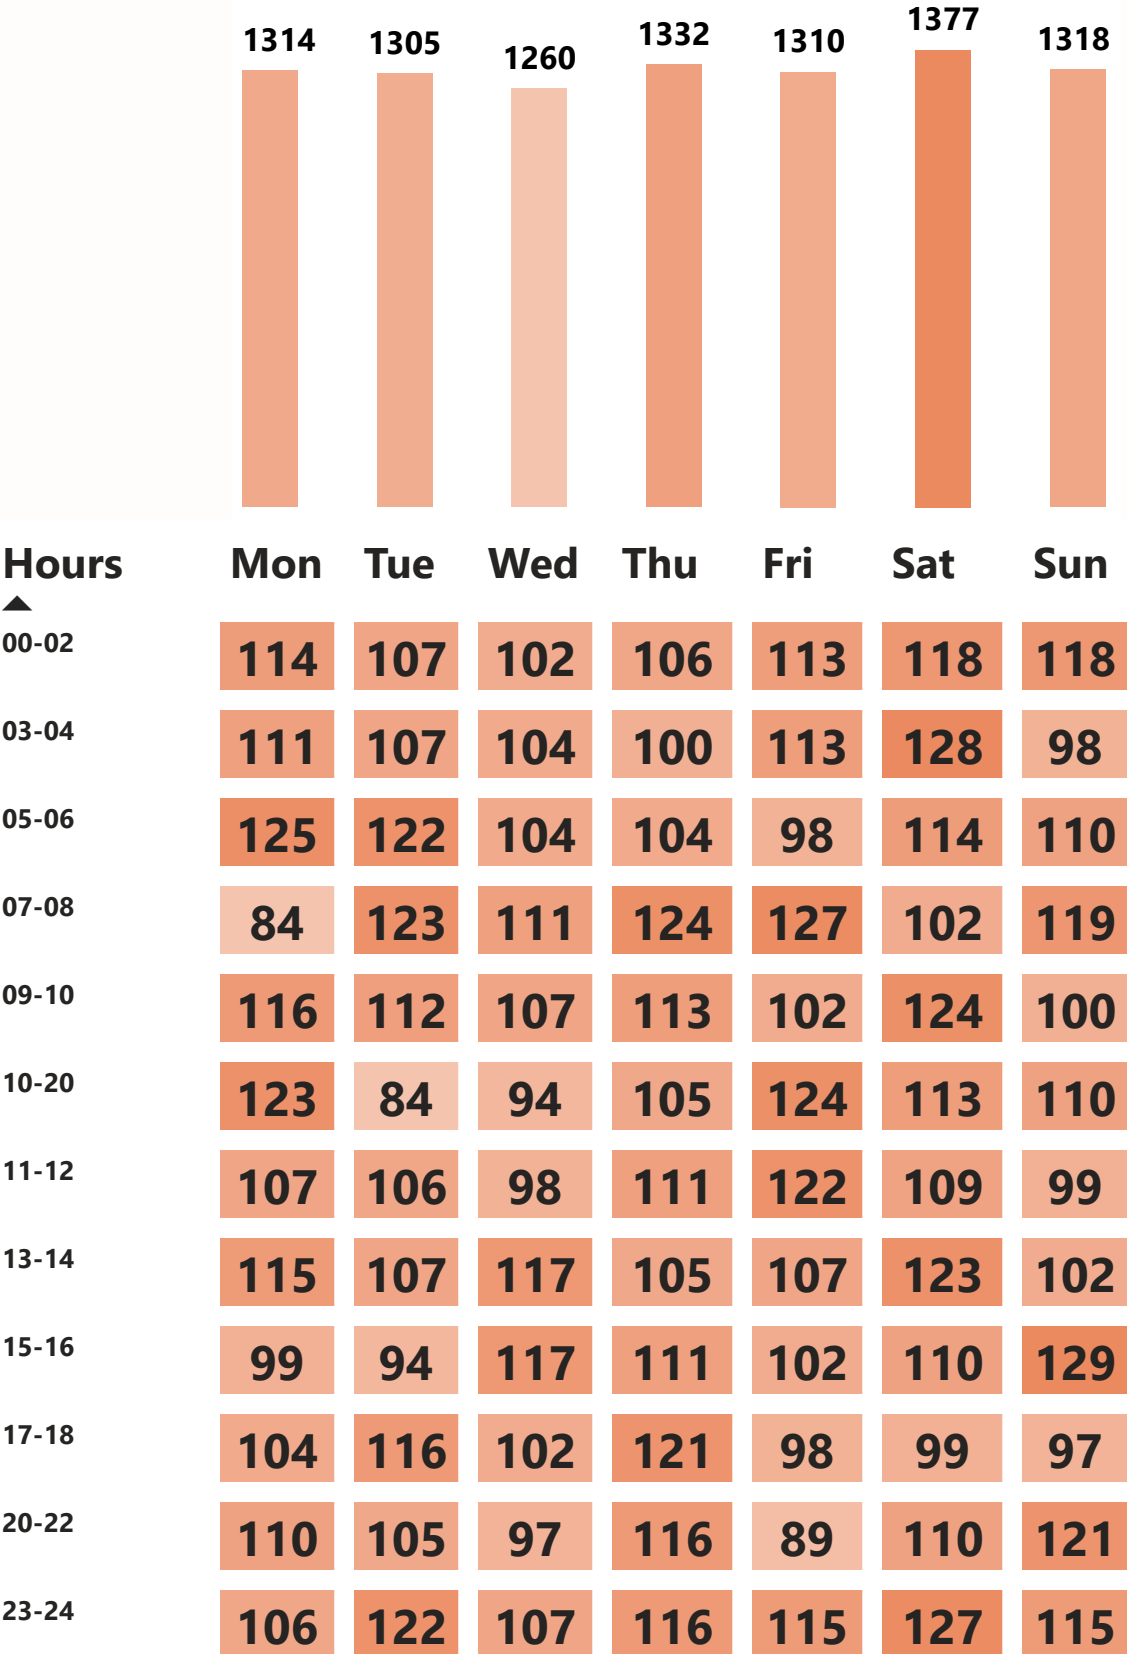 1314 1305 1260 1332 1310 1377 1318
Hours Mon Tue Wed Thu Fri Sat Sun
00-02 114 107 102 106 113 118 118
03-04 111 107 104 100 113 128 98
05-06 125 122 104 104 98 114 110
07-08 84 123 111 124 127 102 119
09-10 116 112 107 113 102 124 100
10-20 123 84 94 105 124 113 110
11-12 107 106 98 111 122 109 99
13-14 115 107 117 105 107 123 102
15-16 99 94 117 111 102 110 129
17-18 104 116 102 121 98 99 97
20-22 110 105 97 116 89 110 121
23-24 106 122 107 116 115 127 115